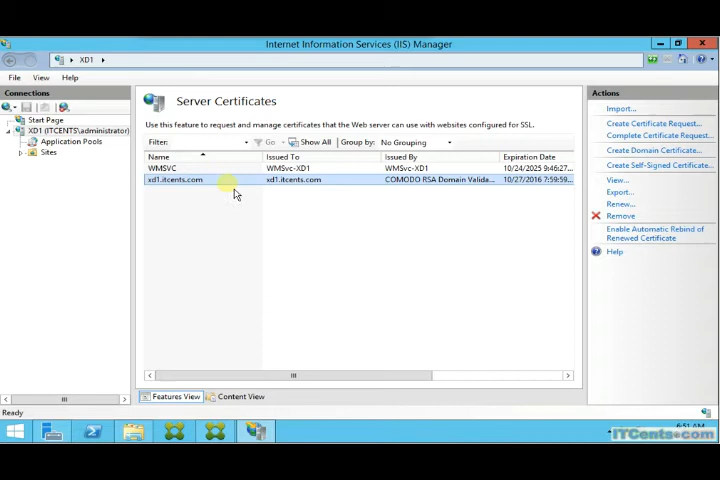 Internet Information Services (IIS) Manager
XD1
File View Help
Connections
Start Page
XD1 (ITCENTS\administrator)
Application Pools
Sites
Server Certificates
Use this feature to request and manage certificates that the Web server can use with websites configured for SSL.
Filter: Go Show All Group by: No Grouping
Name Issued To Issued By Expiration Date
WMSVC WMSvc-XD1 WMSvc-XD1 10/24/2025 9:46:27...
xd1.itcents.com xd1.itcents.com COMODO RSA Domain Valida... 10/27/2016 7:59:59...
Actions
Import...
Create Certificate Request...
Complete Certificate Request...
Create Domain Certificate...
Create Self-Signed Certificate...
View...
Export...
Renew...
Remove
Enable Automatic Rebind of
Renewed Certificate
Help
Features View Content View
Ready
6:51 AM
ITCents.com